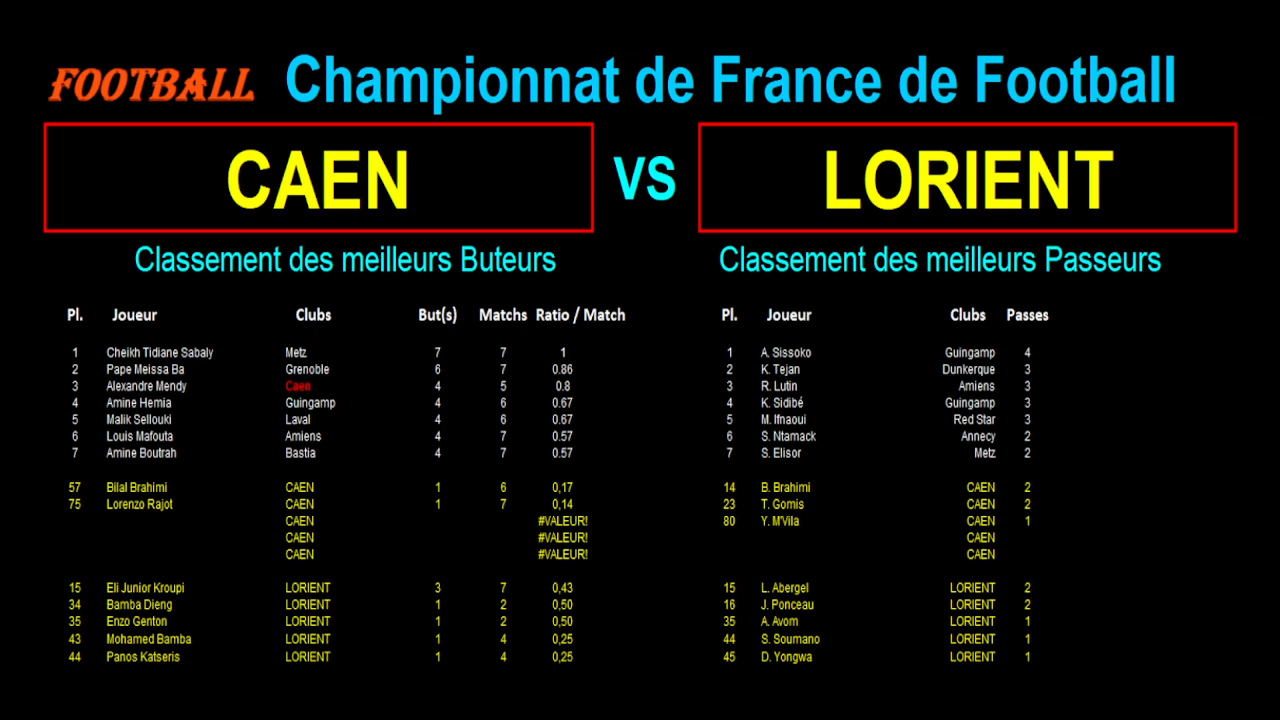 FOOTBALL Championnat de France de Football
CAEN VS LORIENT
Classement des meilleurs Buteurs
Pl. Joueur Clubs But(s) Matchs Ratio / Match
1 Cheikh Tidiane Sabaly Metz 7 7 1
2 Pape Meissa Ba Grenoble 6 7 0.86
3 Alexandre Mendy Caen 4 5 0.8
4 Amine Hemia Guingamp 4 6 0.67
5 Malik Sellouki Laval 4 6 0.67
6 Louis Mafouta Amiens 4 7 0.57
7 Amine Boutrah Bastia 4 7 0.57
57 Bilal Brahimi CAEN 1 6 0,17
75 Lorenzo Rajot CAEN 1 7 0,14
CAEN #VALEUR!
CAEN #VALEUR!
CAEN #VALEUR!
15 Eli Junior Kroupi LORIENT 3 7 0,43
34 Bamba Dieng LORIENT 1 2 0,50
35 Enzo Genton LORIENT 1 2 0,50
43 Mohamed Bamba LORIENT 1 4 0,25
44 Panos Katseris LORIENT 1 4 0,25
Classement des meilleurs Passeurs
Pl. Joueur Clubs Passes
1 A. Sissoko Guingamp 4
2 K. Tejan Dunkerque 3
3 R. Lutin Amiens 3
4 K. Sidibé Guingamp 3
5 M. Ifnaoui Red Star 3
6 S. Ntamack Annecy 2
7 S. Elisor Metz 2
14 B. Brahimi CAEN 2
23 T. Gomis CAEN 2
80 Y. M'Vila CAEN 1
CAEN
CAEN
15 L. Abergel LORIENT 2
16 J. Ponceau LORIENT 2
35 A. Avom LORIENT 1
44 S. Soumano LORIENT 1
45 D. Yongwa LORIENT 1